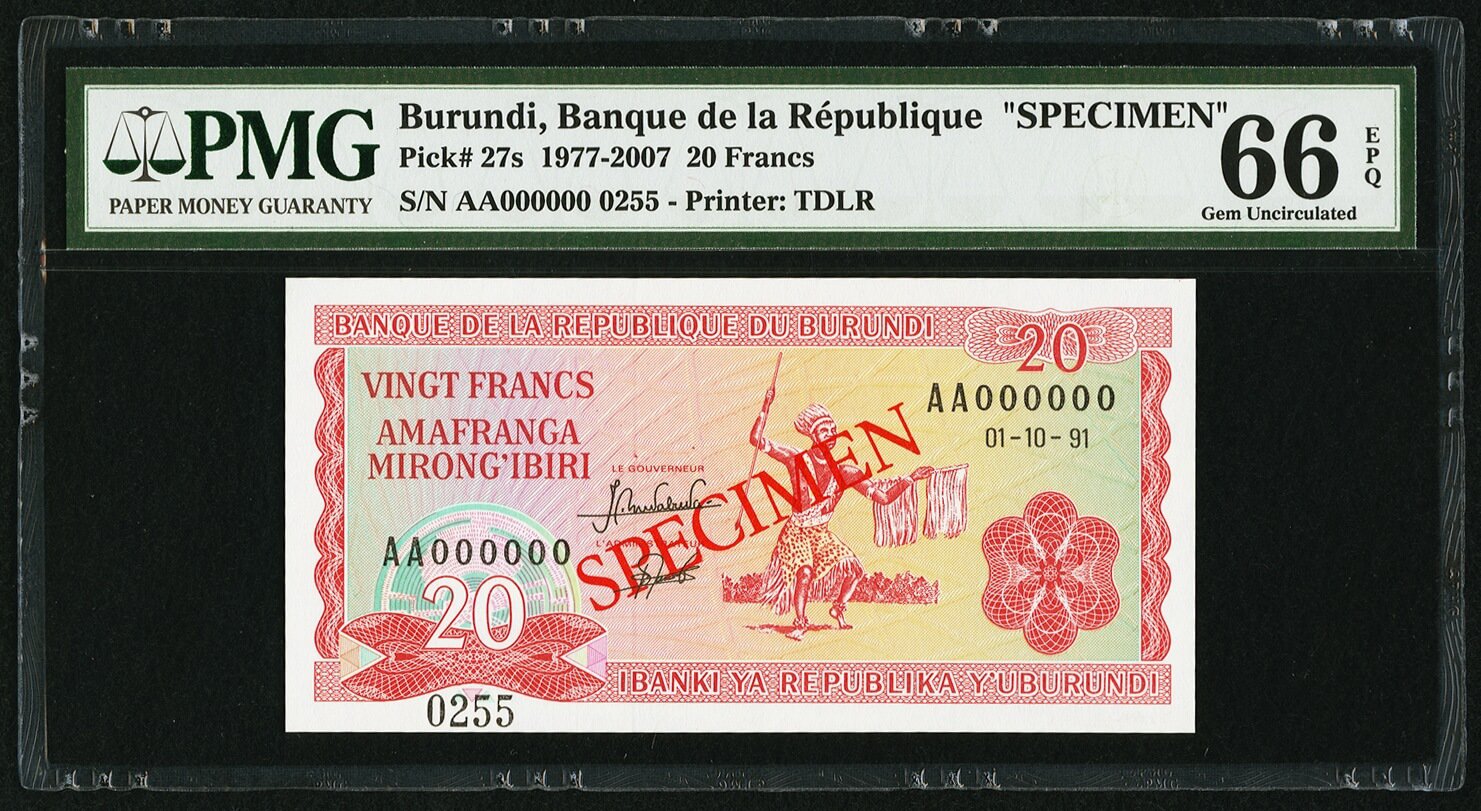 PMG
PAPER MONEY GUARANTY
Burundi, Banque de la République "SPECIMEN"
Pick# 27s 1977-2007 20 Francs
S/N AA000000 0255 - Printer: TDLR
66
EPQ
Gem Uncirculated
BANQUE DE LA REPUBLIQUE DU BURUNDI
20
VINGT FRANCS
AMAFRANGA
MIRONG'IBIRI
AA000000
01-10-91
LE GOUVERNEUR
SPECIMEN
AA000000
20
IBANKI YA REPUBLIKA Y'UBURUNDI
0255